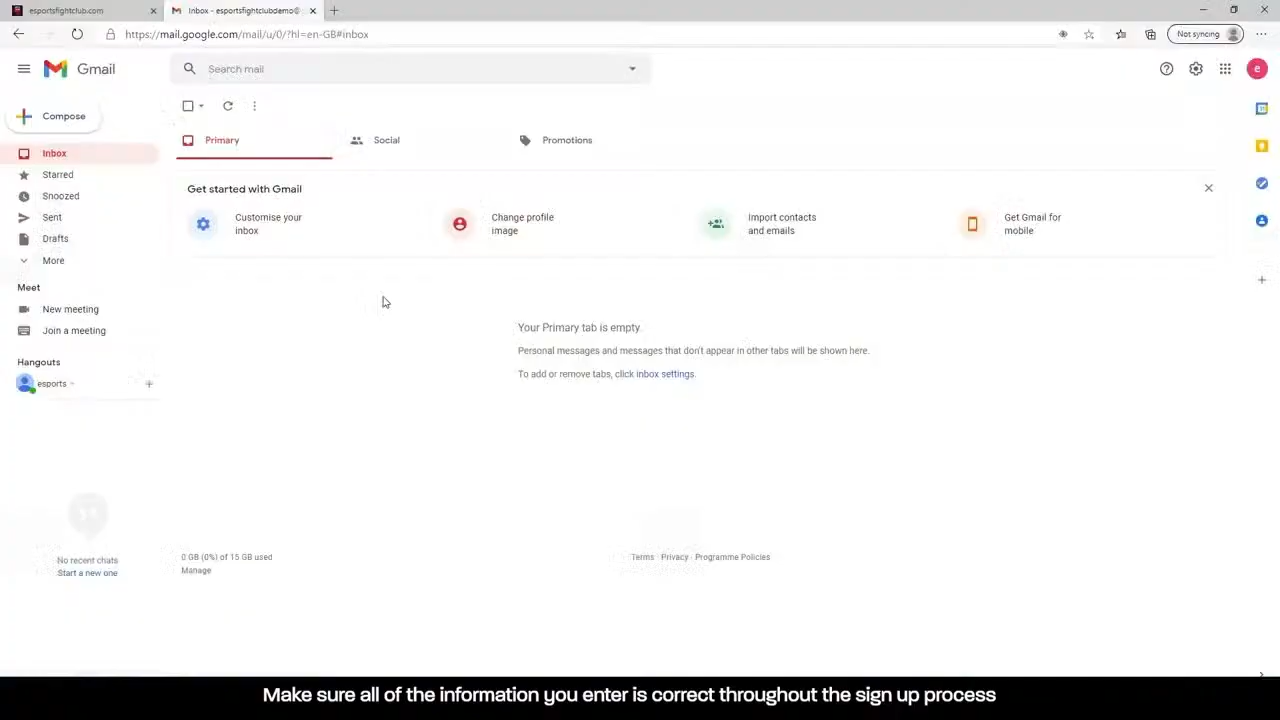 esportsfightclub.com
Inbox - esportsfightclubdemo@
https://mail.google.com/mail/u/0/?hl=en-GB#inbox
Not syncing
Gmail
Search mail
e
Compose
Primary
Social
Promotions
Inbox
Starred
Snoozed
Sent
Drafts
More
Get started with Gmail
Customise your
inbox
Change profile
image
Import contacts
and emails
Get Gmail for
mobile
Meet
New meeting
Join a meeting
Hangouts
esports
Your Primary tab is empty.
Personal messages and messages that don't appear in other tabs will be shown here.
To add or remove tabs, click inbox settings.
No recent chats
Start a new one
0 GB (0%) of 15 GB used
Manage
Terms · Privacy · Programme Policies
Make sure all of the information you enter is correct throughout the sign up process